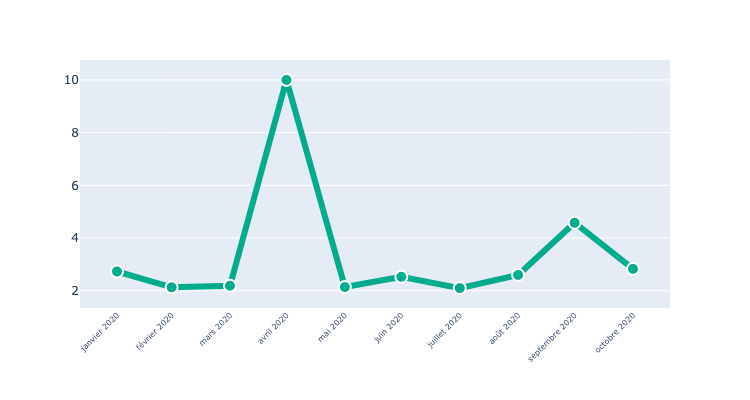 10
8
6
4
2
janvier 2020
février 2020
mars 2020
avril 2020
mai 2020
juin 2020
juillet 2020
août 2020
septembre 2020
octobre 2020